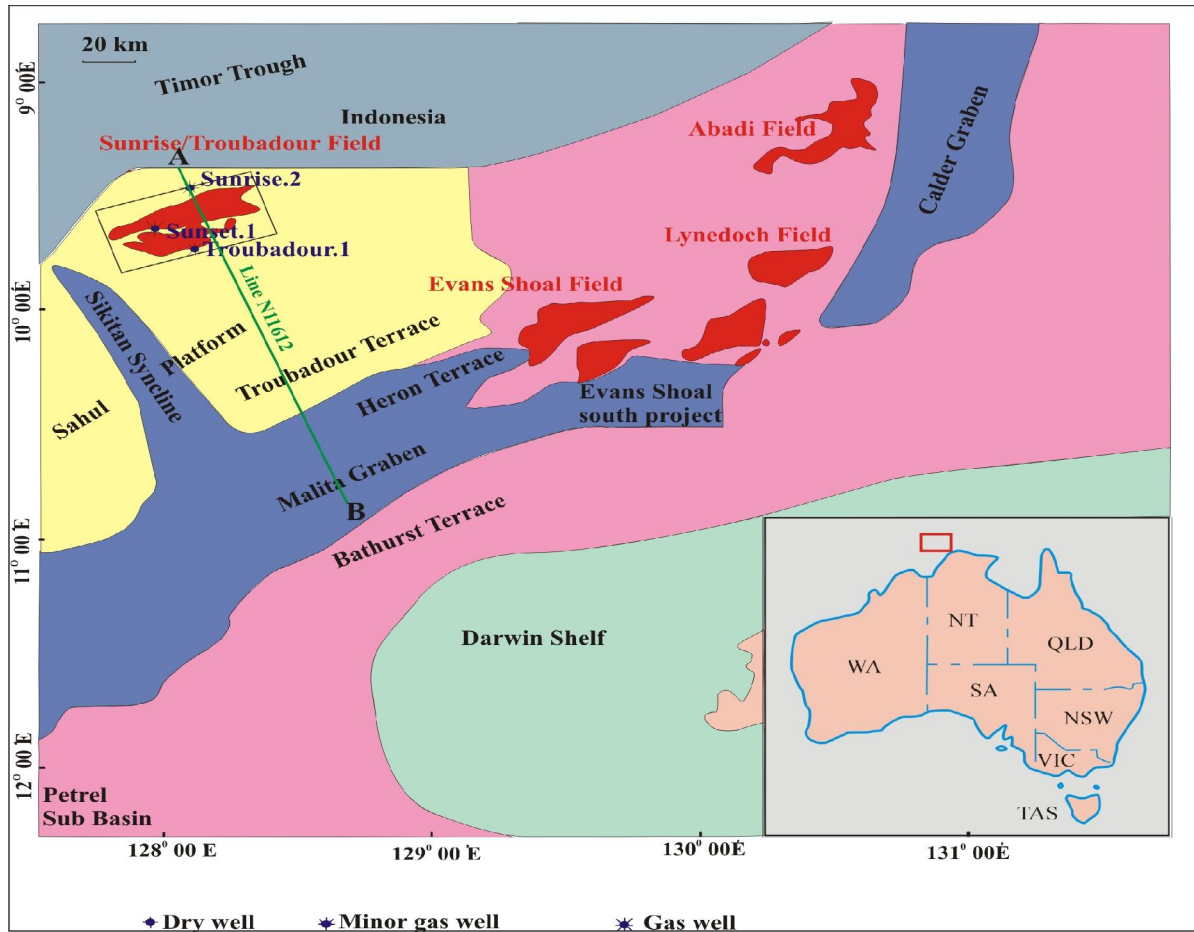 20 km
Timor Trough
Indonesia
Sunrise/Troubadour Field
A
Sunrise.2
Sunset.1
Troubadour.1
Line N11612
Abadi Field
Calder Graben
Lynedoch Field
Evans Shoal Field
Sikitan Syncline
Platform
Troubadour Terrace
Heron Terrace
Sahul
Evans Shoal
south project
Malita Graben
B
Bathurst Terrace
Darwin Shelf
Petrel
Sub Basin
NT
QLD
WA
SA
NSW
VIC
TAS
9° 00 E
10° 00 E
11° 00 E
12° 00 E
128° 00 E
129° 00 E
130° 00 E
131° 00 E
Dry well
Minor gas well
Gas well